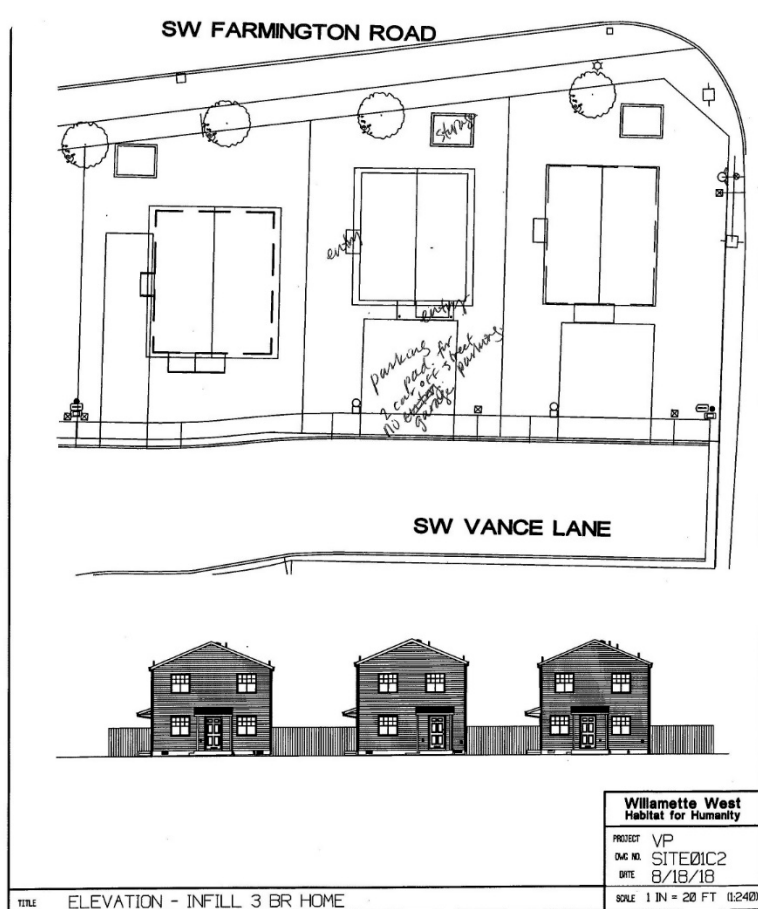 SW FARMINGTON ROAD
storage
entry
entry
parking
pad. for
2 car off street
no garage parking
SW VANCE LANE
Willamette West
Habitat for Humanity
PROJECT VP
DWG NO. SITE01C2
DATE 8/18/18
SCALE 1 IN = 20 FT (1:240)
TITLE ELEVATION - INFILL 3 BR HOME